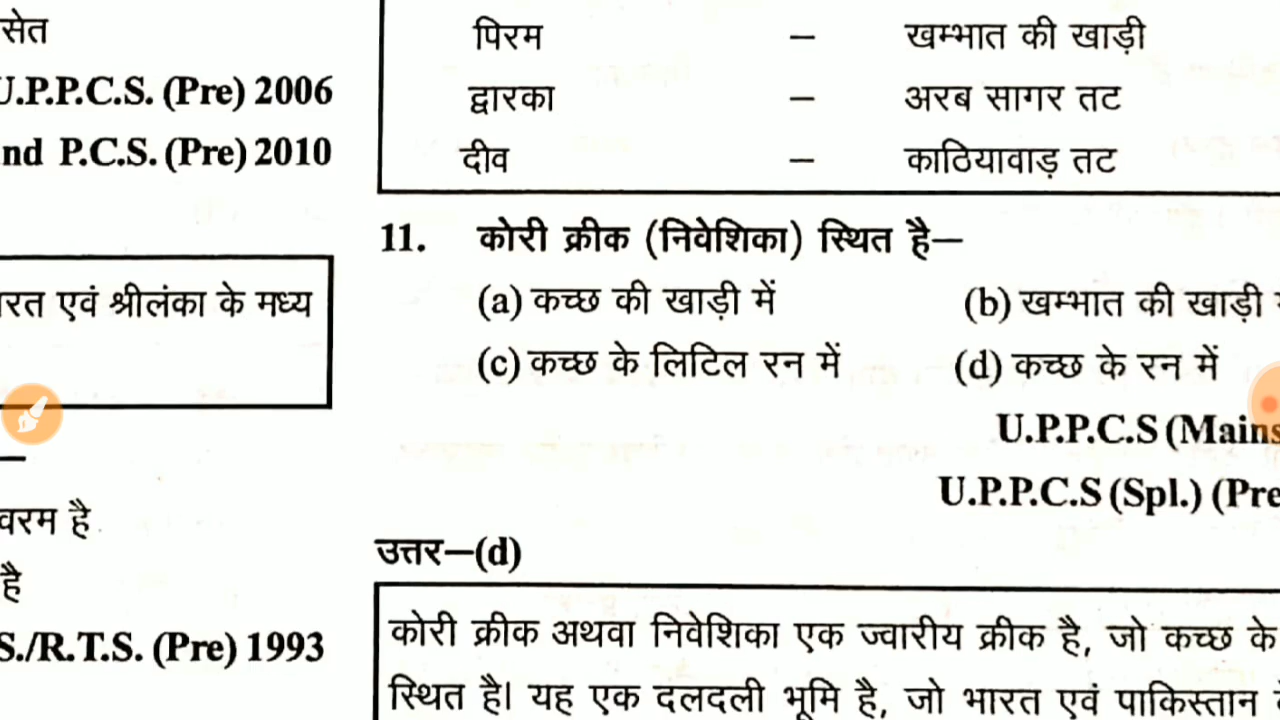 सेत
U.P.P.C.S. (Pre) 2006
nd P.C.S. (Pre) 2010
रत एवं श्रीलंका के मध्य
वरम है
है
S./R.T.S. (Pre) 1993
पिरम – खम्भात की खाड़ी
द्वारका – अरब सागर तट
दीव – काठियावाड़ तट
11. कोरी क्रीक (निवेशिका) स्थित है–
(a) कच्छ की खाड़ी में (b) खम्भात की खाड़ी
(c) कच्छ के लिटिल रन में (d) कच्छ के रन में
U.P.P.C.S (Mains
U.P.P.C.S (Spl.) (Pre
उत्तर–(d)
कोरी क्रीक अथवा निवेशिका एक ज्वारीय क्रीक है, जो कच्छ के
स्थित है। यह एक दलदली भूमि है, जो भारत एवं पाकिस्तान